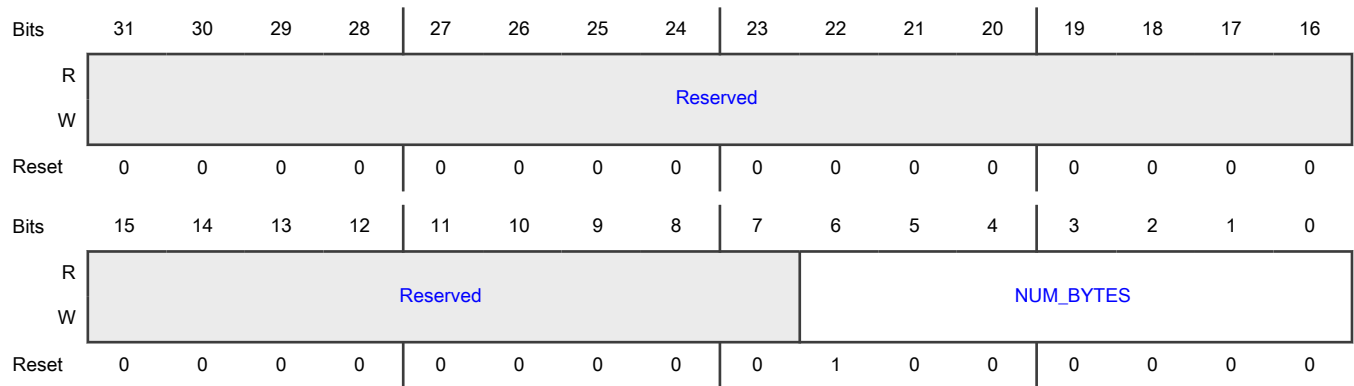 Bits 31 30 29 28 27 26 25 24 23 22 21 20 19 18 17 16
R
Reserved
W
Reset 0 0 0 0 0 0 0 0 0 0 0 0 0 0 0 0
Bits 15 14 13 12 11 10 9 8 7 6 5 4 3 2 1 0
R
Reserved NUM_BYTES
W
Reset 0 0 0 0 0 0 0 0 0 1 0 0 0 0 0 0